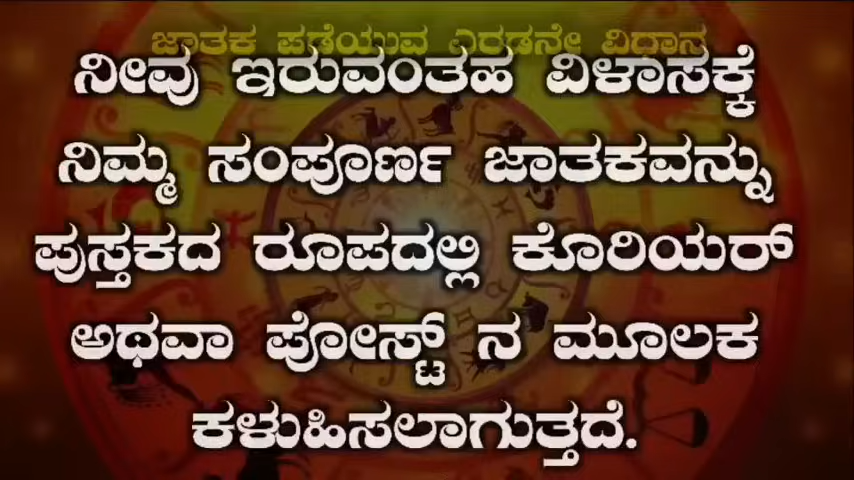 ಜಾತಕ ಪಡೆಯುವ ಎರಡನೇ ವಿಧಾನ
ನೀವು ಇರುವಂತಹ ವಿಳಾಸಕ್ಕೆ
ನಿಮ್ಮ ಸಂಪೂರ್ಣ ಜಾತಕವನ್ನು
ಪುಸ್ತಕದ ರೂಪದಲ್ಲಿ ಕೊರಿಯರ್
ಅಥವಾ ಪೋಸ್ಟ್ ನ ಮೂಲಕ
ಕಳುಹಿಸಲಾಗುತ್ತದೆ.